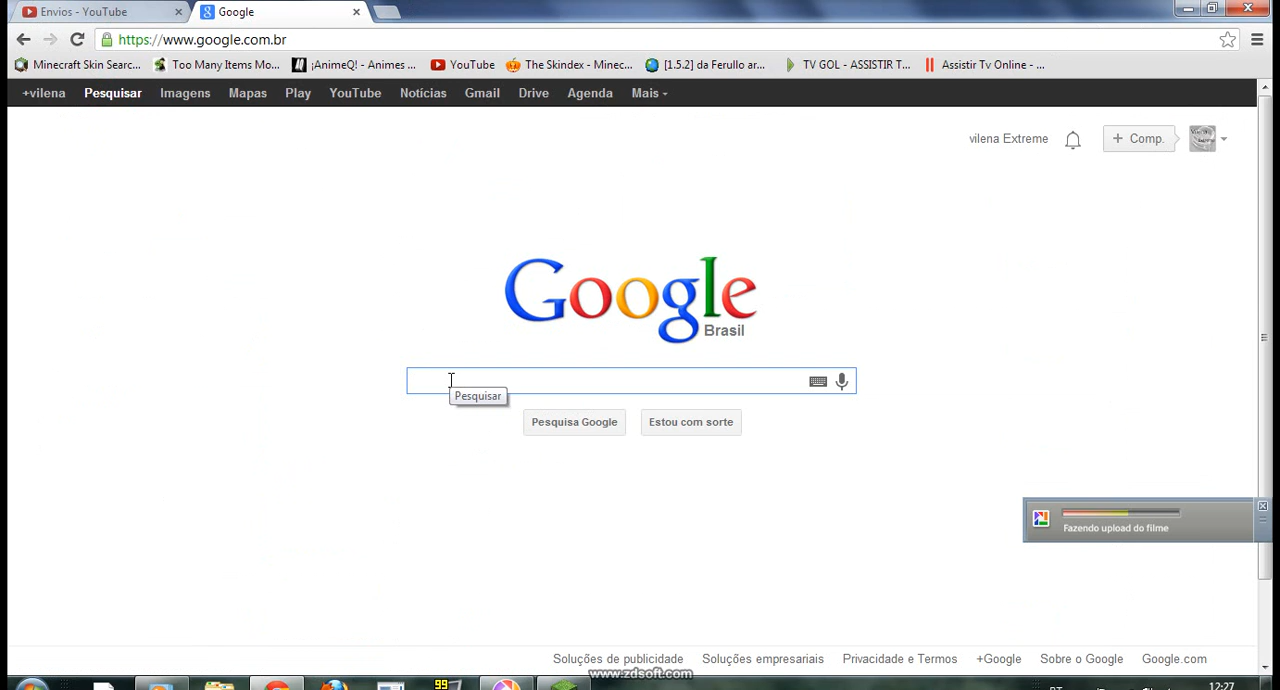 Envios - YouTube
Google
https://www.google.com.br
Minecraft Skin Searc...
Too Many Items Mo...
¡AnimeQ! - Animes ...
YouTube
The Skindex - Minec...
[1.5.2] da Ferullo ar...
TV GOL - ASSISTIR T...
Assistir Tv Online - ...
+vilena Pesquisar Imagens Mapas Play YouTube Notícias Gmail Drive Agenda Mais
vilena Extreme
+ Comp.
Google
Brasil
Pesquisar
Pesquisa Google
Estou com sorte
Fazendo upload do filme
Soluções de publicidade Soluções empresariais Privacidade e Termos +Google Sobre o Google Google.com
www.zdsoft.com
99
PT
12:27